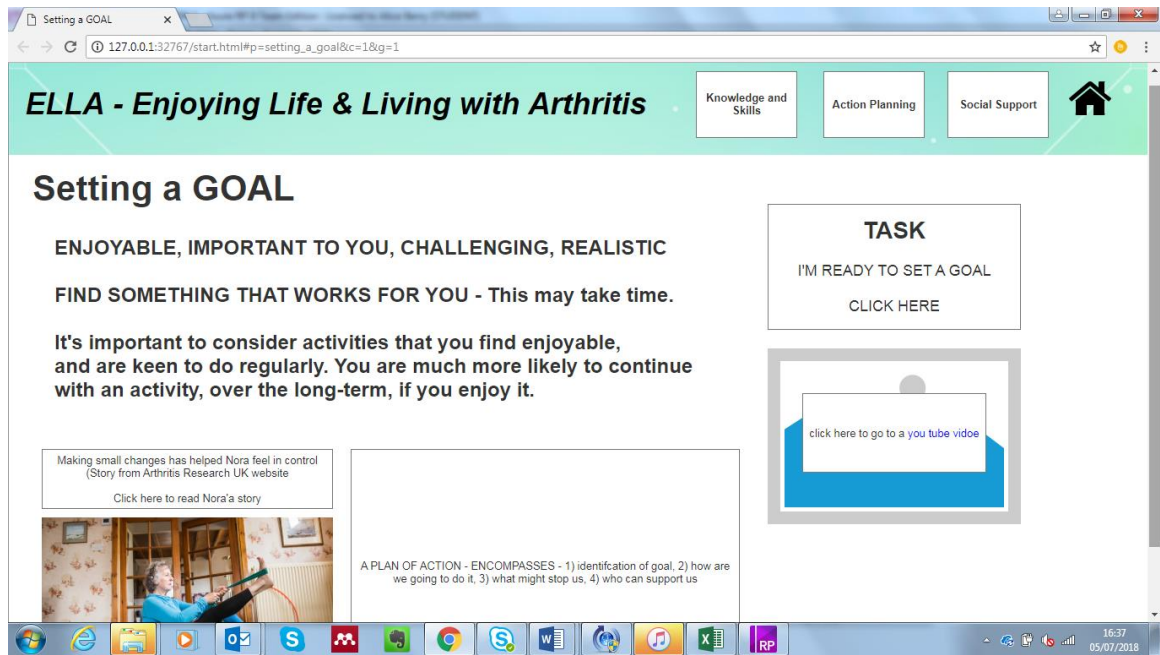 Setting a GOAL
127.0.0.1:32767/start.html#p=setting_a_goal&c=1&g=1
ELLA - Enjoying Life & Living with Arthritis
Knowledge and
Skills
Action Planning
Social Support
Setting a GOAL
ENJOYABLE, IMPORTANT TO YOU, CHALLENGING, REALISTIC
FIND SOMETHING THAT WORKS FOR YOU - This may take time.
It's important to consider activities that you find enjoyable,
and are keen to do regularly. You are much more likely to continue
with an activity, over the long-term, if you enjoy it.
TASK
I'M READY TO SET A GOAL
CLICK HERE
click here to go to a you tube vidoe
Making small changes has helped Nora feel in control
(Story from Arthritis Research UK website
Click here to read Nora'a story
A PLAN OF ACTION - ENCOMPASSES - 1) identifcation of goal, 2) how are
we going to do it, 3) what might stop us, 4) who can support us
RP
16:37
05/07/2018